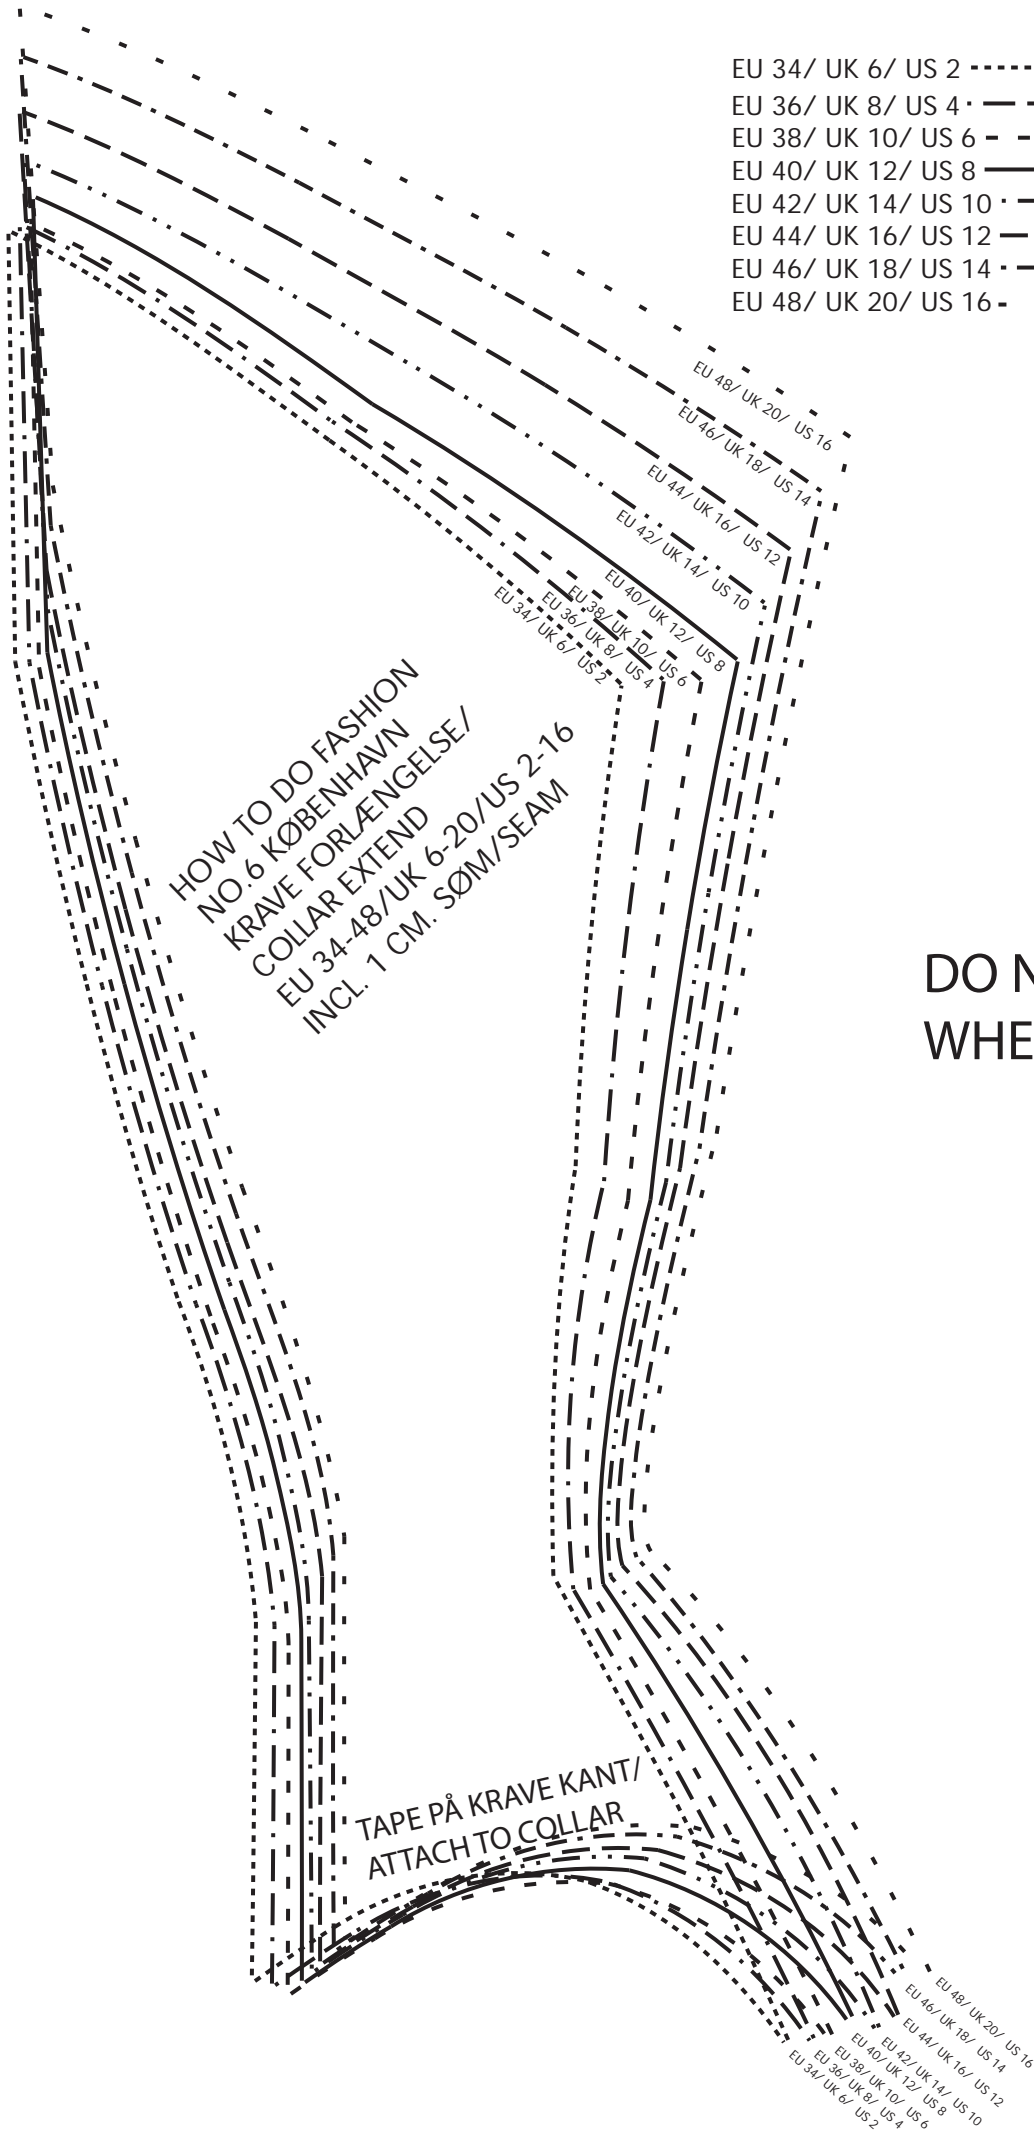 EU 34/ UK 6/ US 2
EU 36/ UK 8/ US 4
EU 38/ UK 10/ US 6
EU 40/ UK 12/ US 8
EU 42/ UK 14/ US 10
EU 44/ UK 16/ US 12
EU 46/ UK 18/ US 14
EU 48/ UK 20/ US 16
EU 48/ UK 20/ US 16
EU 46/ UK 18/ US 14
EU 44/ UK 16/ US 12
EU 42/ UK 14/ US 10
EU 40/ UK 12/ US 8
EU 38/ UK 10/ US 6
EU 36/ UK 8/ US 4
EU 34/ UK 6/ US 2
HOW TO DO FASHION
NO.6 KØBENHAVN
KRAVE FORLÆNGELSE/
COLLAR EXTEND
EU 34-48/UK 6-20/US 2-16
INCL. 1 CM. SØM/SEAM
DO N
WHE
TAPE PÅ KRAVE KANT/
ATTACH TO COLLAR
EU 48/ UK 20/ US 16
EU 46/ UK 18/ US 14
EU 44/ UK 16/ US 12
EU 42/ UK 14/ US 10
EU 40/ UK 12/ US 8
EU 38/ UK 10/ US 6
EU 36/ UK 8/ US 4
EU 34/ UK 6/ US 2